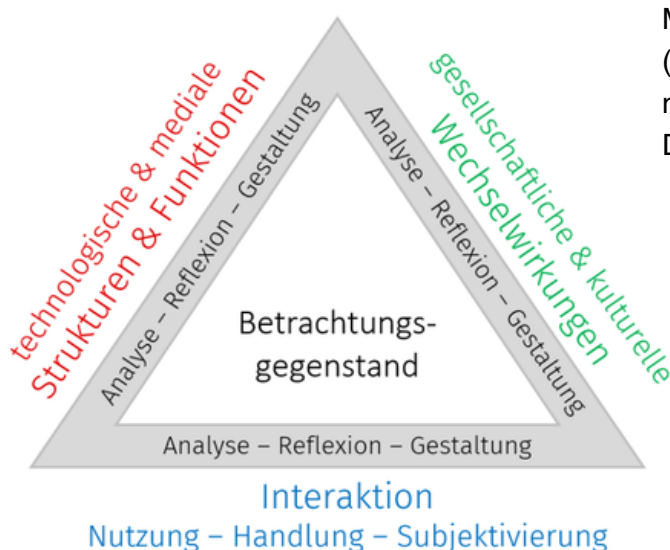 technologische & mediale
Strukturen & Funktionen
Analyse – Reflexion – Gestaltung
gesellschaftliche & kulturelle
Wechselwirkungen
Analyse – Reflexion – Gestaltung
Betrachtungs-
gegenstand
Analyse – Reflexion – Gestaltung
Interaktion
Nutzung – Handlung – Subjektivierung